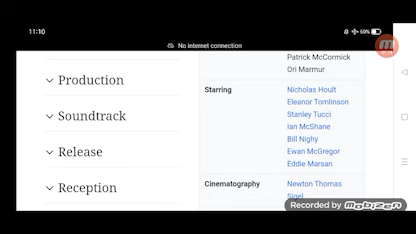 11:10
59%
No internet connection
Patrick McCormick
Ori Marmur
Production
Starring
Nicholas Hoult
Eleanor Tomlinson
Soundtrack
Stanley Tucci
Ian McShane
Bill Nighy
Release
Ewan McGregor
Eddie Marsan
Reception
Cinematography
Newton Thomas
Sigel
Recorded by Mobizen